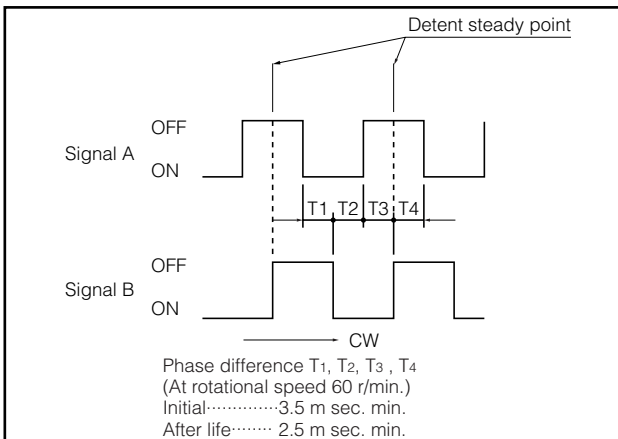 Detent steady point
OFF
Signal A
ON
T1 T2 T3 T4
OFF
Signal B
ON
CW
Phase difference T1, T2, T3 , T4
(At rotational speed 60 r/min.)
Initial··············3.5 m sec. min.
After life········ 2.5 m sec. min.